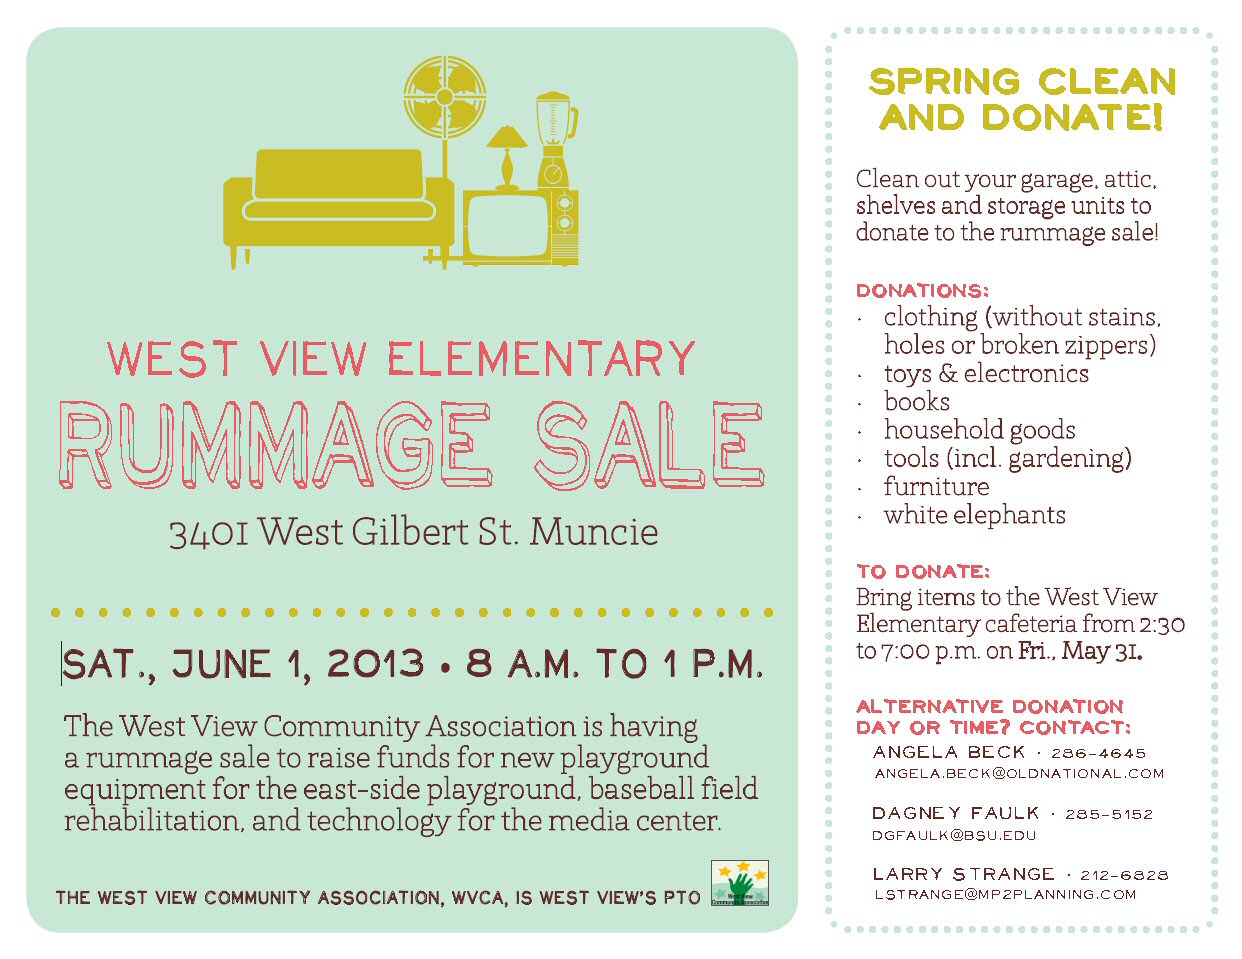 WEST VIEW ELEMENTARY
RUMMAGE SALE
3401 West Gilbert St. Muncie
SAT., JUNE 1, 2013 • 8 A.M. TO 1 P.M.
The West View Community Association is having
a rummage sale to raise funds for new playground
equipment for the east-side playground, baseball field
rehabilitation, and technology for the media center.
THE WEST VIEW COMMUNITY ASSOCIATION, WVCA, IS WEST VIEW'S PTO
West View
Community Association
SPRING CLEAN
AND DONATE!
Clean out your garage, attic,
shelves and storage units to
donate to the rummage sale!
DONATIONS:
· clothing (without stains,
holes or broken zippers)
· toys & electronics
· books
· household goods
· tools (incl. gardening)
· furniture
· white elephants
TO DONATE:
Bring items to the West View
Elementary cafeteria from 2:30
to 7:00 p.m. on Fri., May 31.
ALTERNATIVE DONATION
DAY OR TIME? CONTACT:
ANGELA BECK · 286-4645
ANGELA.BECK@OLDNATIONAL.COM
DAGNEY FAULK · 285-5152
DGFAULK@BSU.EDU
LARRY STRANGE · 212-6828
LSTRANGE@MP2PLANNING.COM